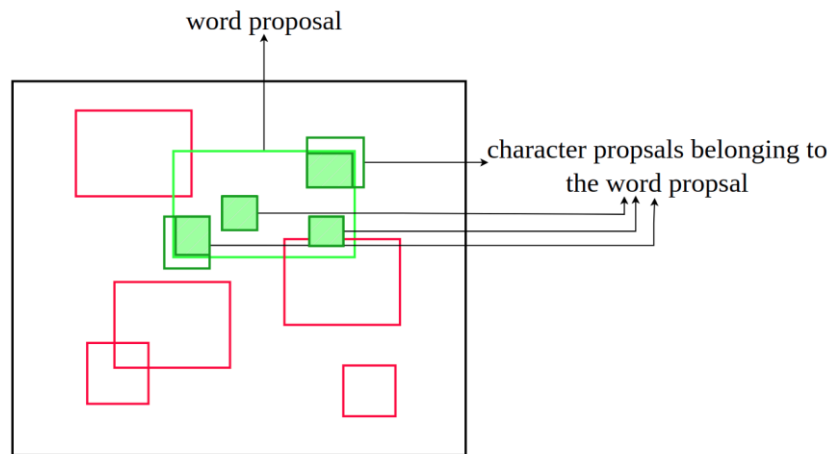 word proposal
character propsals belonging to
the word propsal